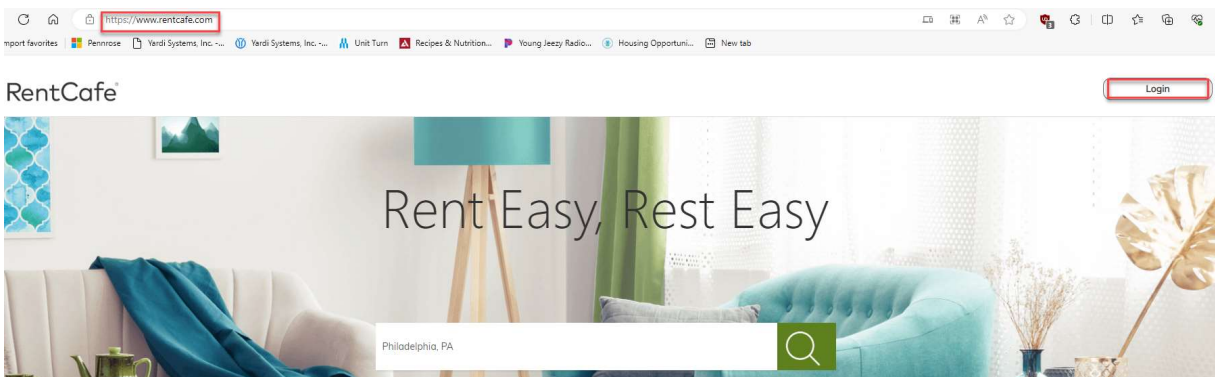 https://www.rentcafe.com
mport favorites Pennrose Yardi Systems, Inc. -... Yardi Systems, Inc. -... Unit Turn Recipes & Nutrition... Young Jeezy Radio... Housing Opportuni... New tab
RentCafe
Login
Rent Easy, Rest Easy
Philadelphia, PA